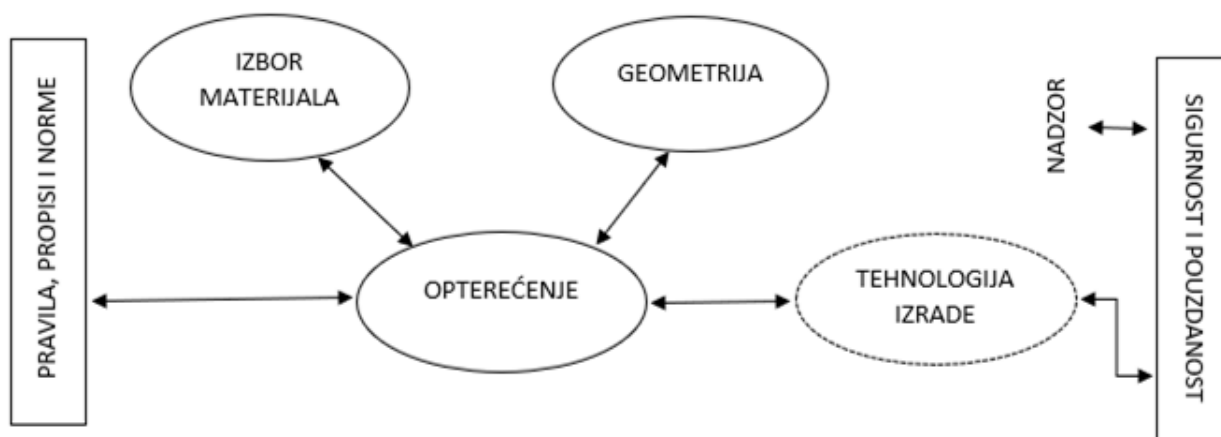 PRAVILA, PROPISI I NORME
IZBOR
MATERIJALA
GEOMETRIJA
OPTEREĆENJE
TEHNOLOGIJA
IZRADE
NADZOR
SIGURNOST I POUZDANOST